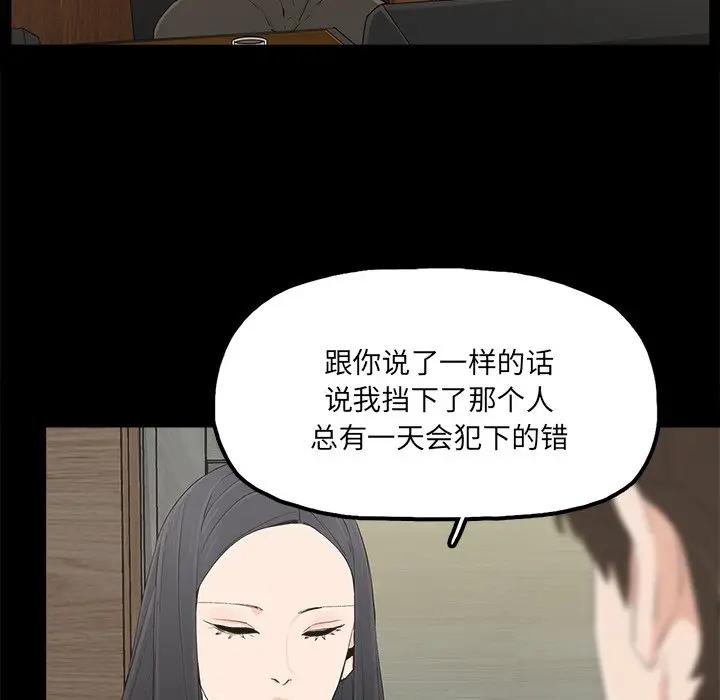 跟你说了一样的话
说我挡下了那个人
总有一天会犯下的错